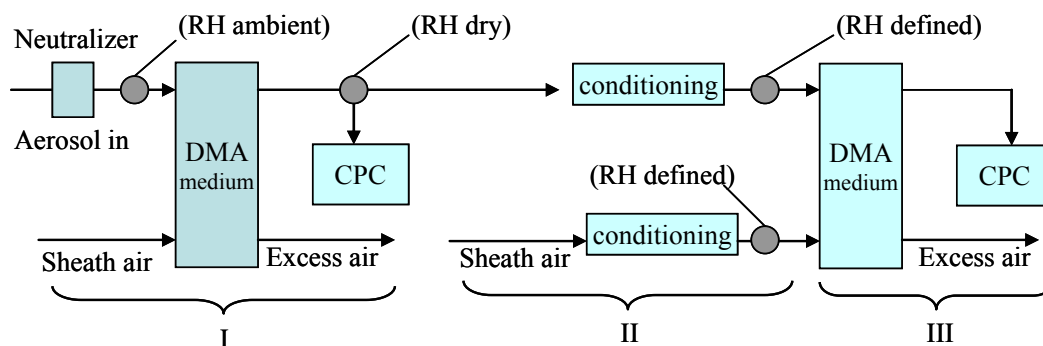 Neutralizer
(RH ambient)
(RH dry)
(RH defined)
Aerosol in
DMA
medium
CPC
conditioning
(RH defined)
conditioning
DMA
medium
CPC
Sheath air
Excess air
Sheath air
Excess air
I
II
III